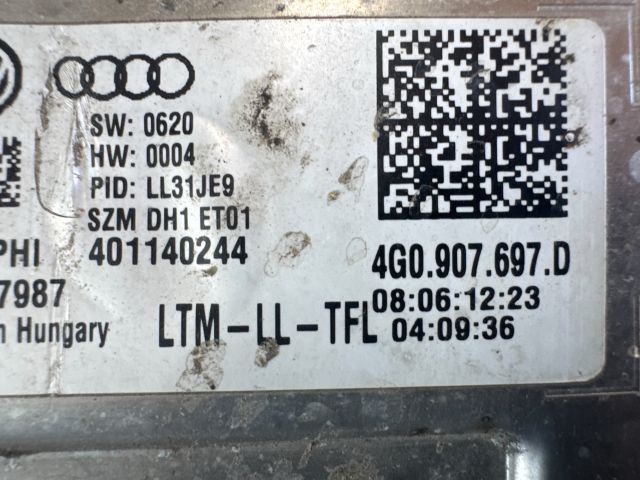 SW: 0620
HW: 0004
PID: LL31JE9
SZM DH1 ET01
PHI 401140244
4G0.907.697.D
7987
08:06:12:23
n Hungary
LTM-LL-TFL
04:09:36